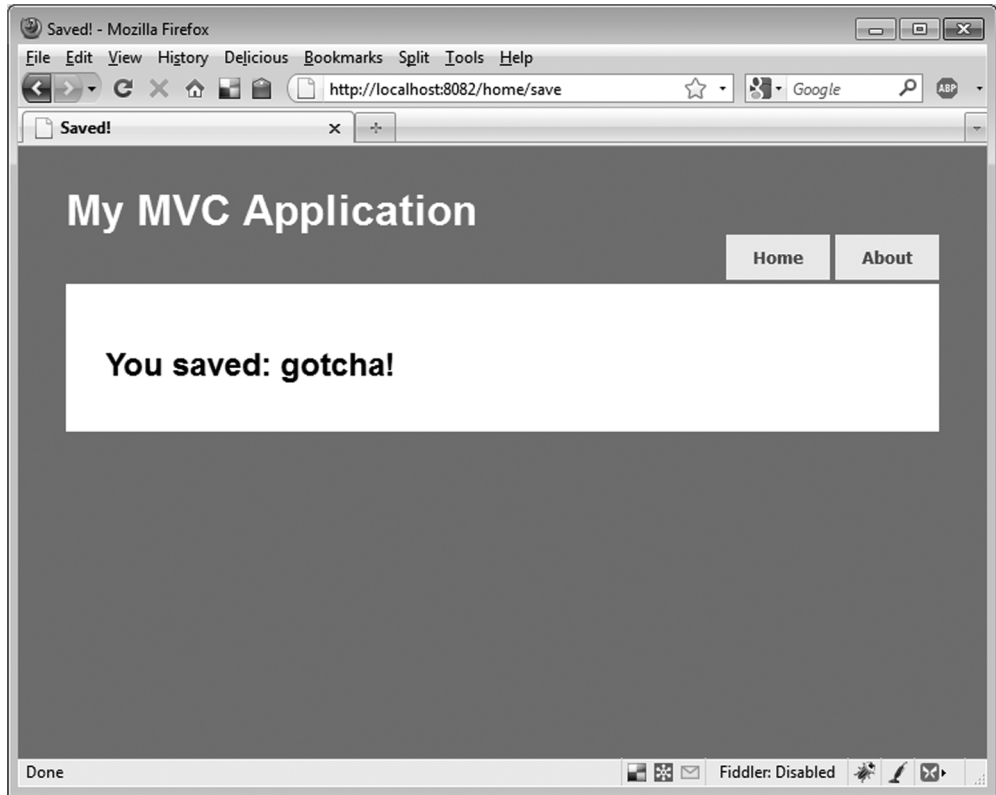 Saved! - Mozilla Firefox
File Edit View History Delicious Bookmarks Split Tools Help
http://localhost:8082/home/save
Google
ABP
Saved!
My MVC Application
Home
About
You saved: gotcha!
Done
Fiddler: Disabled